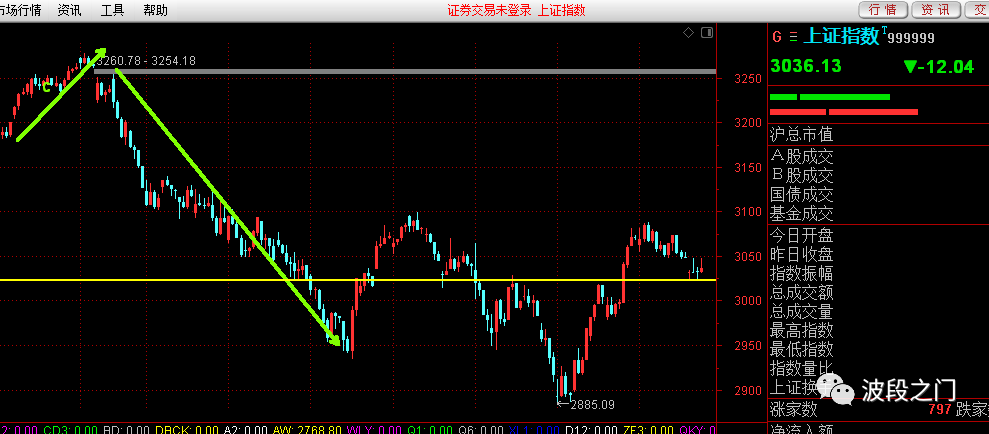 市场行情 资讯 工具 帮助 证券交易未登录 上证指数 行情 资讯 交
G 上证指数 T 999999
3036.13 ▼-12.04
3260.78 - 3254.18
C
3250
3200
3150
3100
3050
3000
2950
2900
2885.09
沪总市值
A股成交
B股成交
国债成交
基金成交
今日开盘
昨日收盘
指数振幅
总成交额
总成交量
最高指数
最低指数
指数量比
上证换
波段之门
涨家数 797 跌家
2: 0.00 CD3: 0.00 BD: 0.00 DBCK: 0.00 A2: 0.00 AW: 2768.80 WLY: 0.00 Q1: 0.00 Q6: 0.00 XL1: 0.00 D12: 0.00 ZF3: 0.00 QKY: 0
净流入额